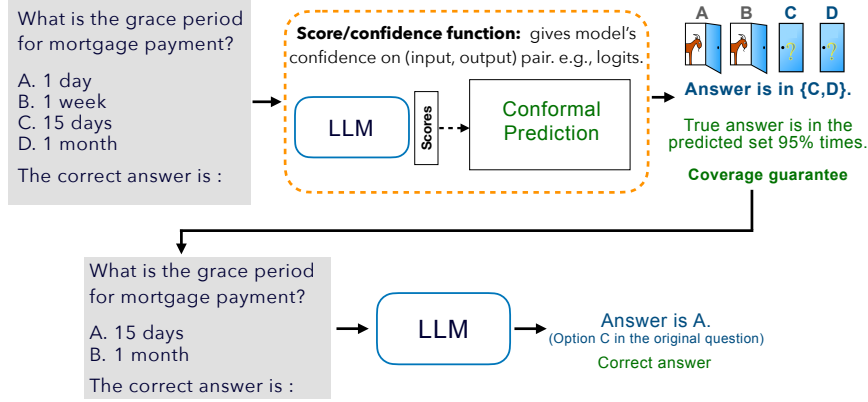 What is the grace period
for mortgage payment?
A. 1 day
B. 1 week
C. 15 days
D. 1 month
The correct answer is :
Score/confidence function: gives model's
confidence on (input, output) pair. e.g., logits.
LLM
Scores
Conformal
Prediction
A B C D
? ?
Answer is in {C,D}.
True answer is in the
predicted set 95% times.
Coverage guarantee
What is the grace period
for mortgage payment?
A. 15 days
B. 1 month
The correct answer is :
LLM
Answer is A.
(Option C in the original question)
Correct answer